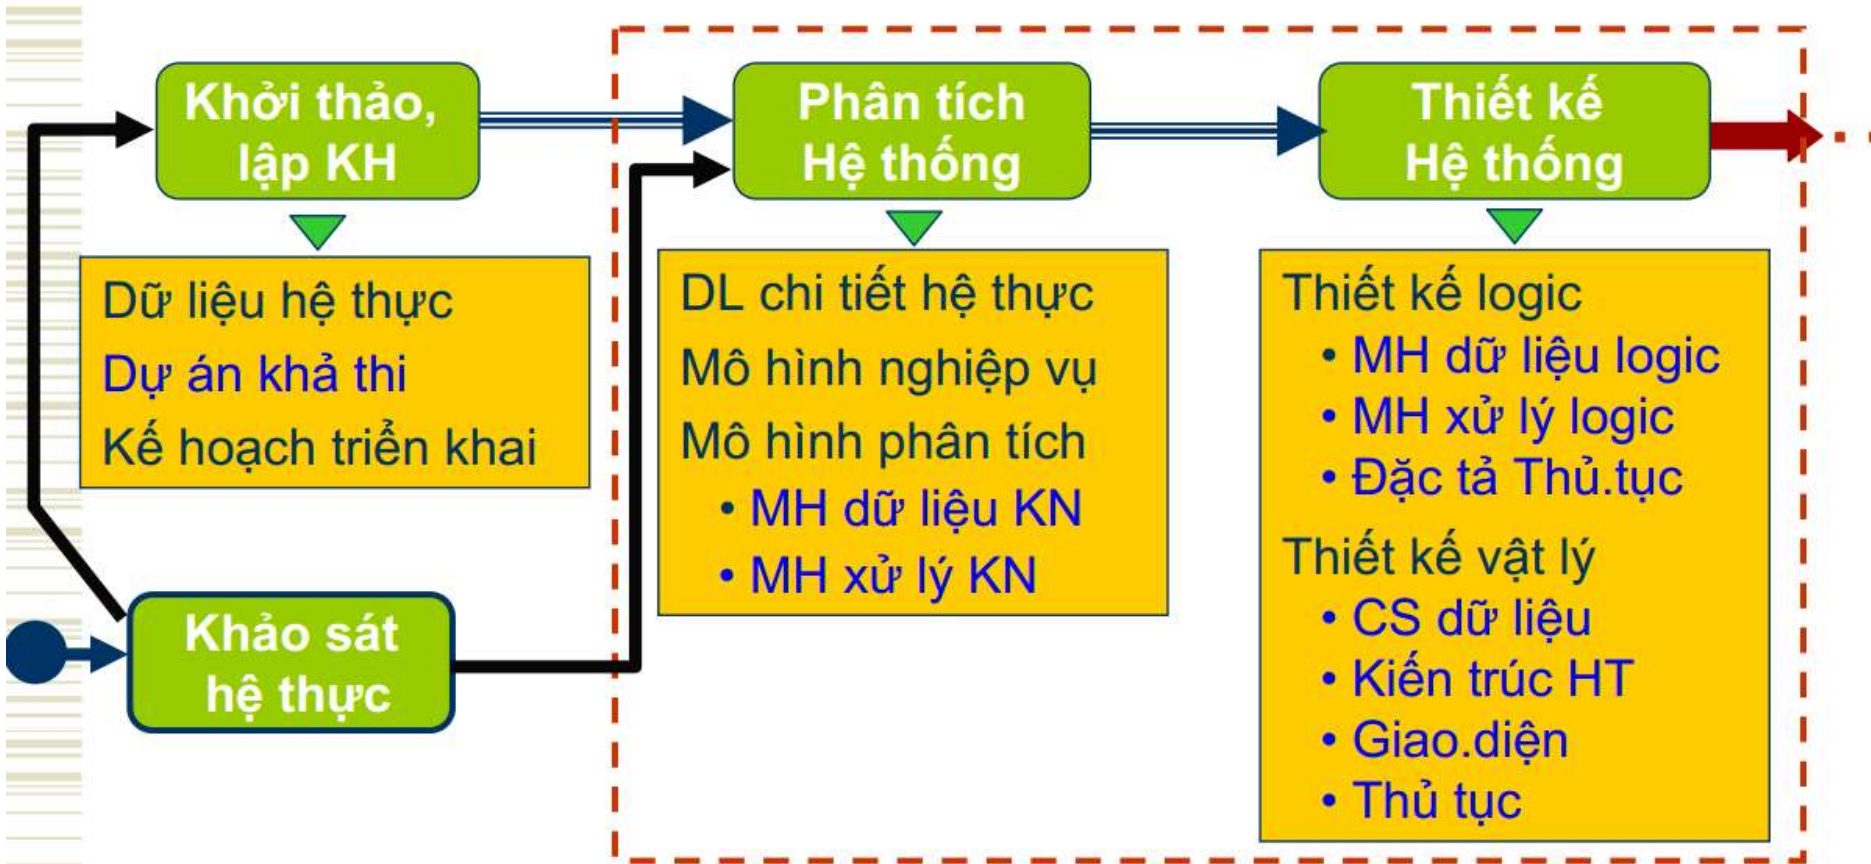 Khởi thảo,
lập KH
Dữ liệu hệ thực
Dự án khả thi
Kế hoạch triển khai
Khảo sát
hệ thực
Phân tích
Hệ thống
DL chi tiết hệ thực
Mô hình nghiệp vụ
Mô hình phân tích
• MH dữ liệu KN
• MH xử lý KN
Thiết kế
Hệ thống
Thiết kế logic
• MH dữ liệu logic
• MH xử lý logic
• Đặc tả Thủ.tục
Thiết kế vật lý
• CS dữ liệu
• Kiến trúc HT
• Giao.diện
• Thủ tục